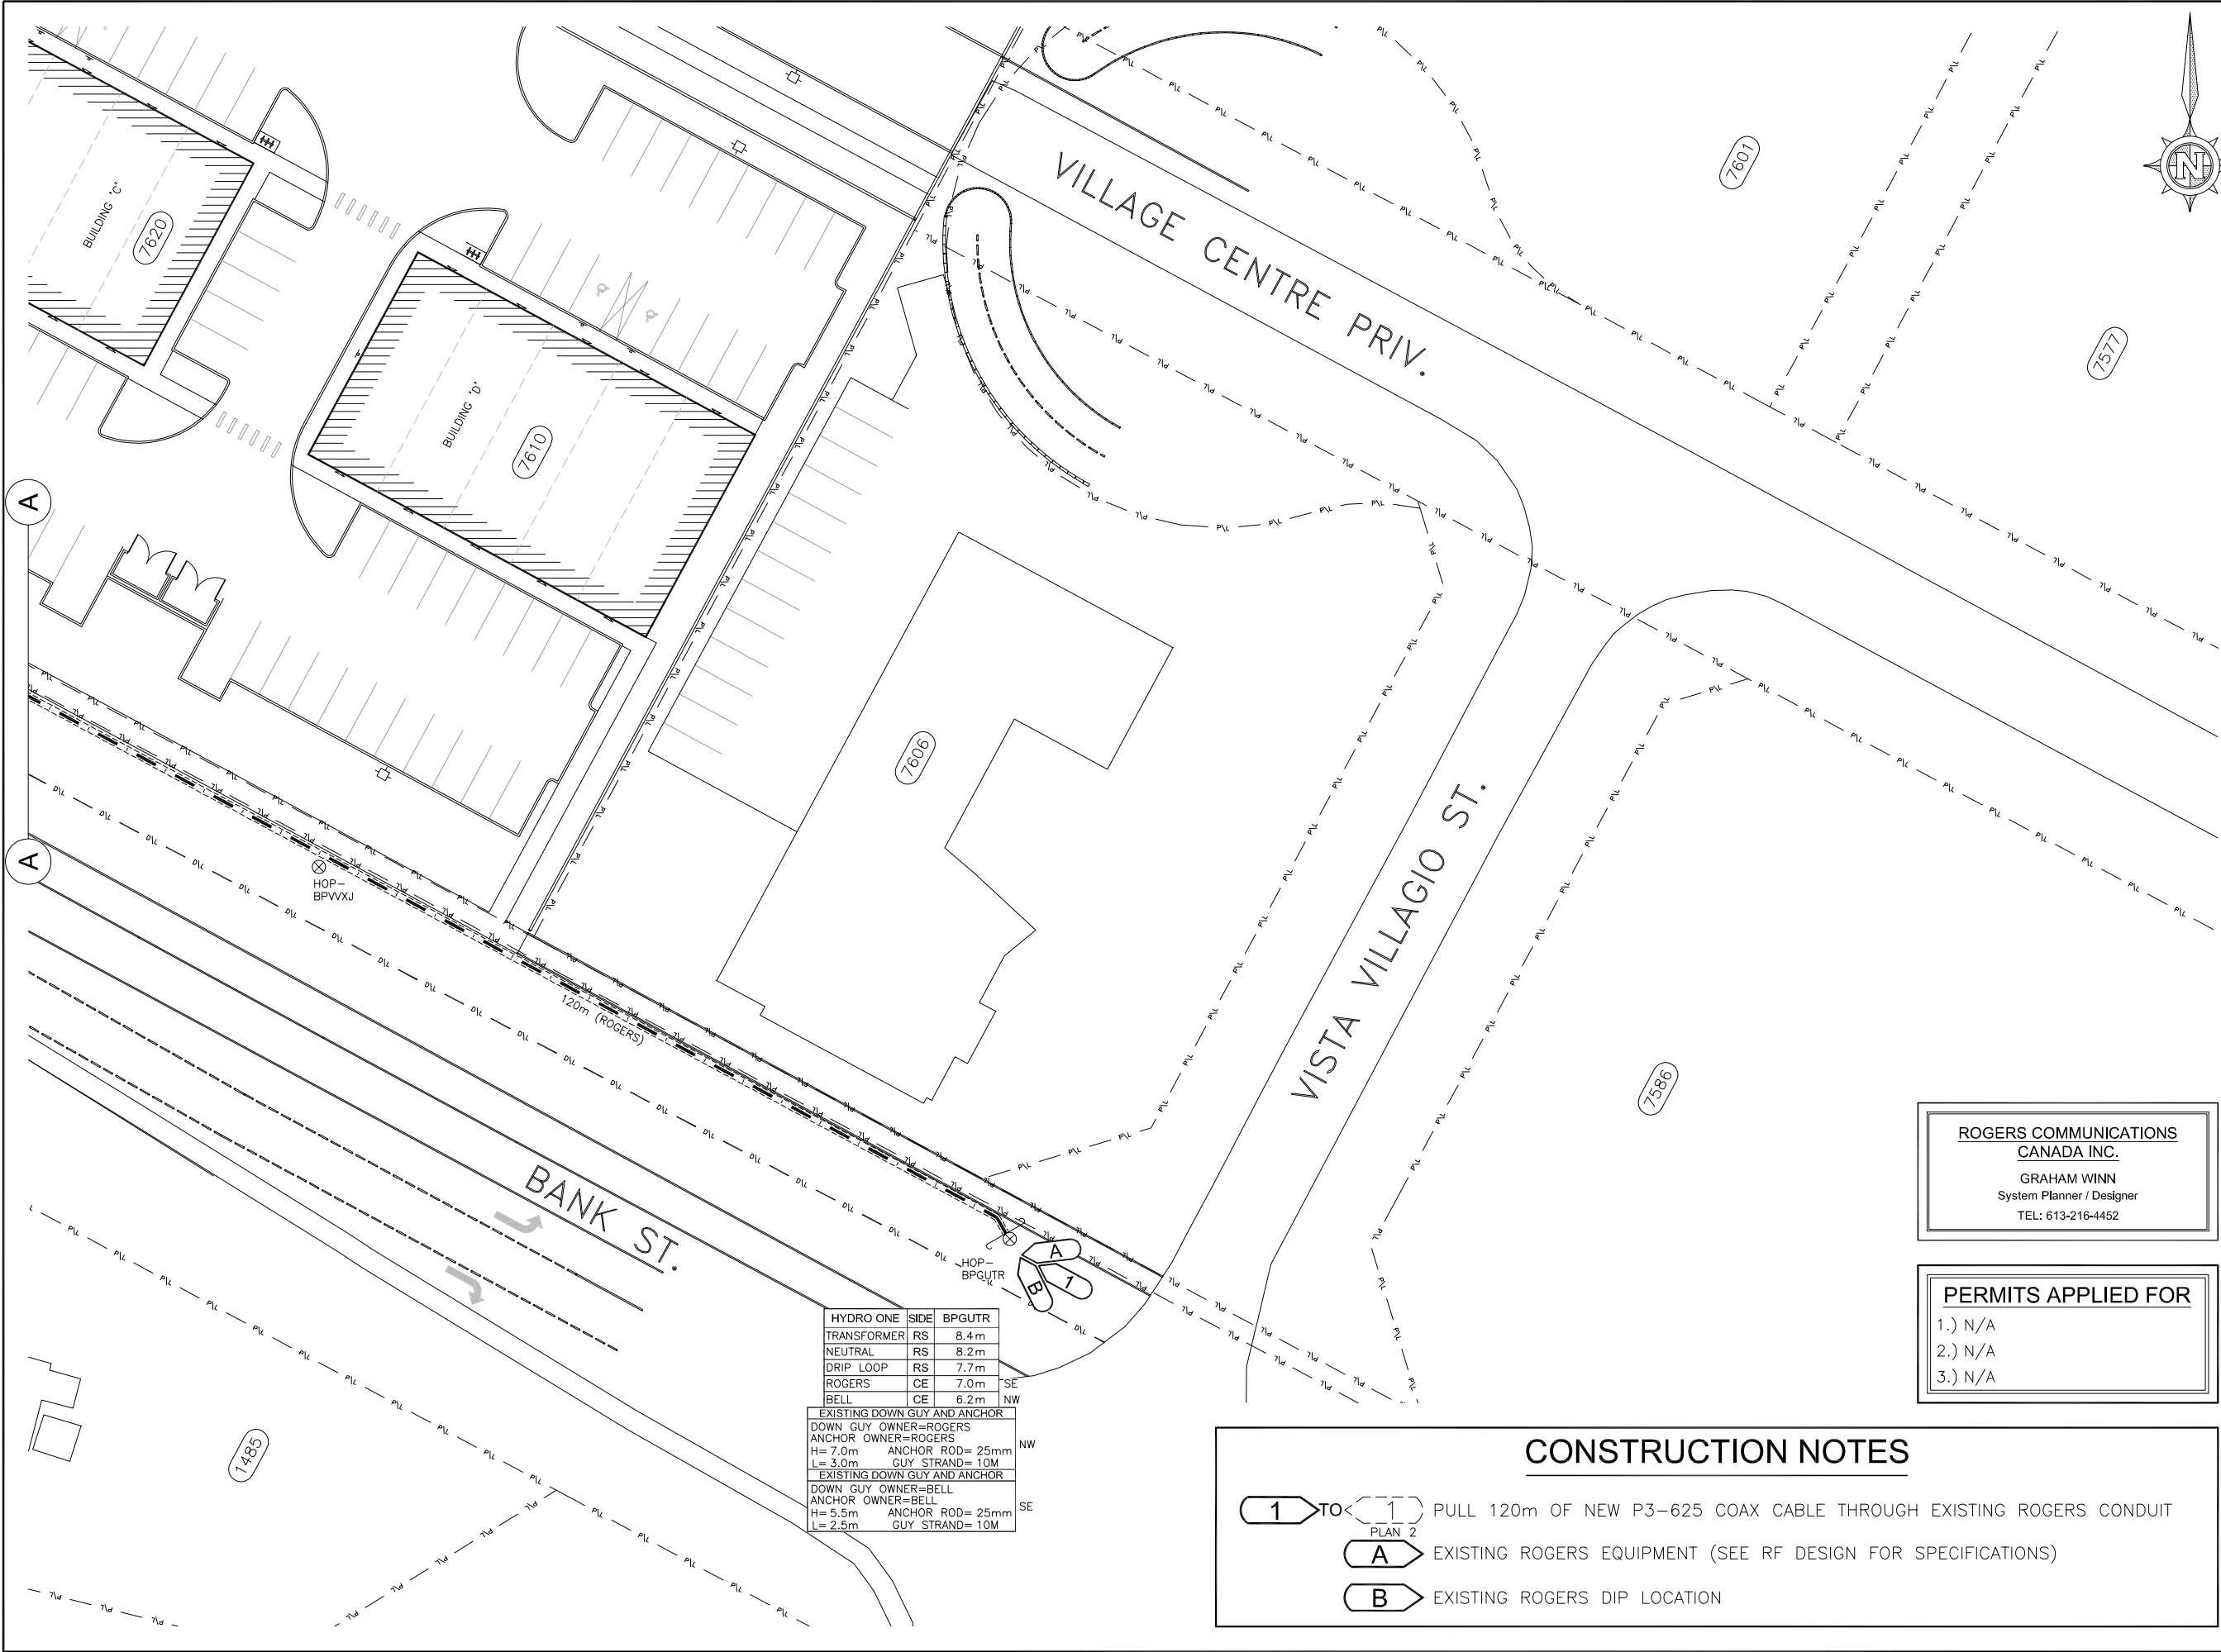 N
VILLAGE CENTRE PRIV.
7601
7577
BUILDING 'C'
7620
BUILDING 'D'
7610
A
A
7606
VISTA VILLAGIO ST.
7586
HOP-
BPVVXJ
120m (ROGERS)
BANK ST.
HOP-
BPGUTR
A
1
B
1485
HYDRO ONE SIDE BPGUTR
TRANSFORMER RS 8.4m
NEUTRAL RS 8.2m
DRIP LOOP RS 7.7m
ROGERS CE 7.0m SE
BELL CE 6.2m NW
EXISTING DOWN GUY AND ANCHOR
DOWN GUY OWNER=ROGERS
ANCHOR OWNER=ROGERS
H= 7.0m ANCHOR ROD= 25mm NW
L= 3.0m GUY STRAND= 10M
EXISTING DOWN GUY AND ANCHOR
DOWN GUY OWNER=BELL
ANCHOR OWNER=BELL
H= 5.5m ANCHOR ROD= 25mm SE
L= 2.5m GUY STRAND= 10M
ROGERS COMMUNICATIONS
CANADA INC.
GRAHAM WINN
System Planner / Designer
TEL: 613-216-4452
PERMITS APPLIED FOR
1.) N/A
2.) N/A
3.) N/A
CONSTRUCTION NOTES
1 TO 1 PULL 120m OF NEW P3-625 COAX CABLE THROUGH EXISTING ROGERS CONDUIT
PLAN 2
A EXISTING ROGERS EQUIPMENT (SEE RF DESIGN FOR SPECIFICATIONS)
B EXISTING ROGERS DIP LOCATION